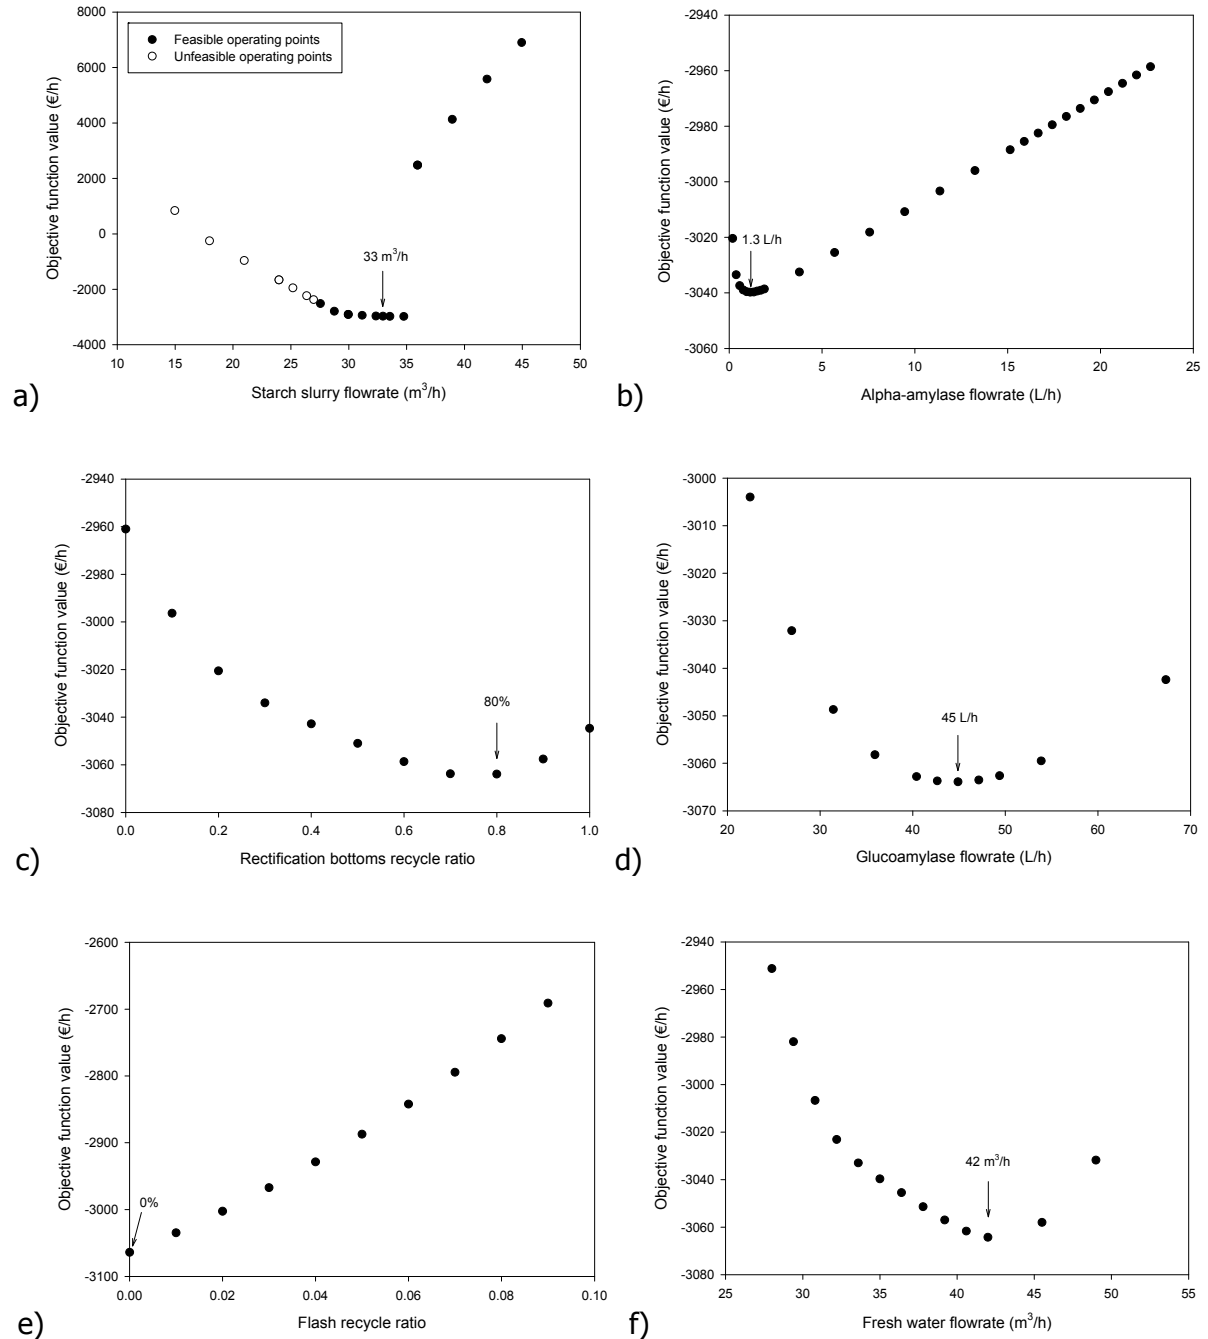 Feasible operating points
Unfeasible operating points
8000
6000
4000
2000
0
-2000
-4000
33 m³/h
10 15 20 25 30 35 40 45 50
Objective function value (€/h)
Starch slurry flowrate (m³/h)
a)
-2940
-2960
-2980
-3000
-3020
-3040
-3060
1.3 L/h
0 5 10 15 20 25
Objective function value (€/h)
Alpha-amylase flowrate (L/h)
b)
-2940
-2960
-2980
-3000
-3020
-3040
-3060
-3080
80%
0.0 0.2 0.4 0.6 0.8 1.0
Objective function value (€/h)
Rectification bottoms recycle ratio
c)
-3000
-3010
-3020
-3030
-3040
-3050
-3060
-3070
45 L/h
20 30 40 50 60 70
Objective function value (€/h)
Glucoamylase flowrate (L/h)
d)
-2600
-2700
-2800
-2900
-3000
-3100
0%
0.00 0.02 0.04 0.06 0.08 0.10
Objective function value (€/h)
Flash recycle ratio
e)
-2940
-2960
-2980
-3000
-3020
-3040
-3060
-3080
42 m³/h
25 30 35 40 45 50 55
Objective function value (€/h)
Fresh water flowrate (m³/h)
f)